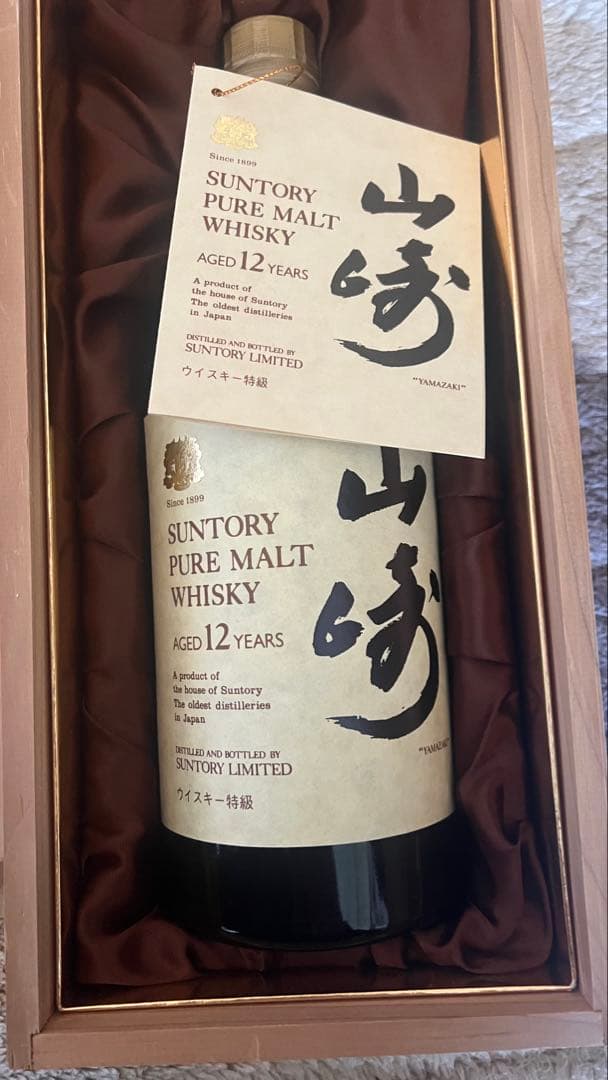 Since 1899
SUNTORY
PURE MALT
WHISKY
AGED 12 YEARS
A product of
the house of Suntory
The oldest distilleries
in Japan
DISTILLED AND BOTTLED BY
SUNTORY LIMITED
ウイスキー特級
山崎
"YAMAZAKI"
Since 1899
SUNTORY
PURE MALT
WHISKY
AGED 12 YEARS
A product of
the house of Suntory
The oldest distilleries
in Japan
DISTILLED AND BOTTLED BY
SUNTORY LIMITED
ウイスキー特級
山崎
"YAMAZAKI"